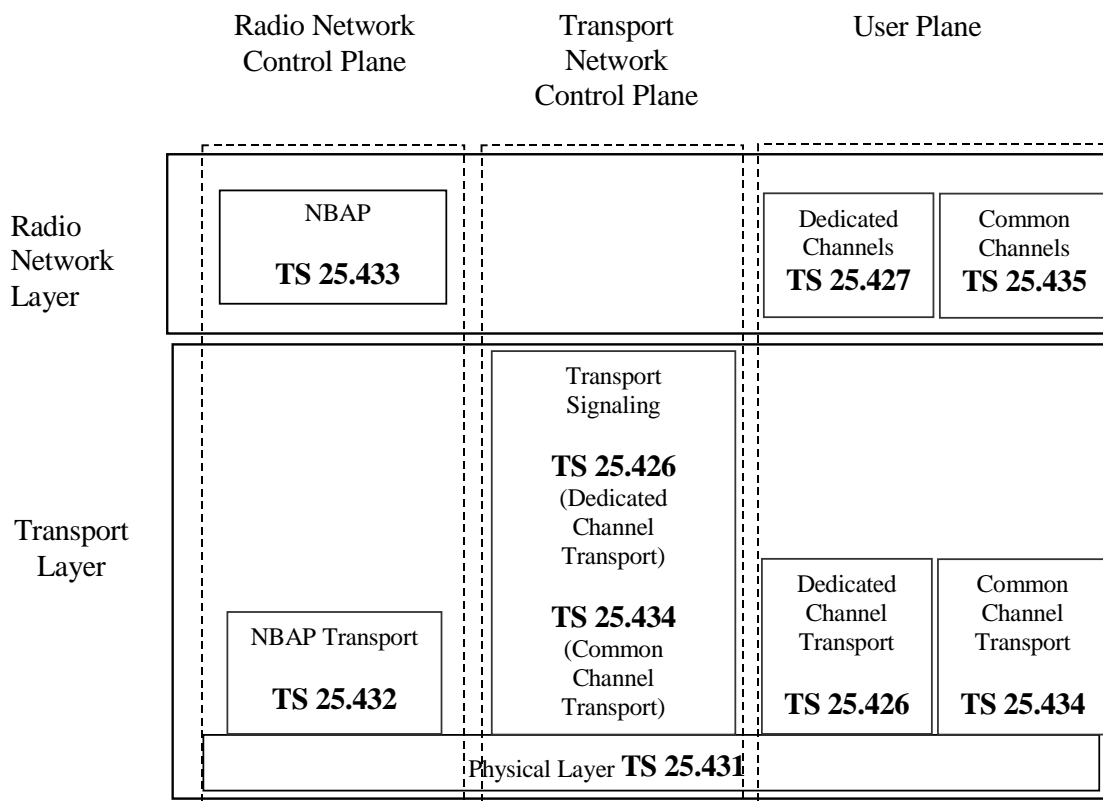 Radio Network
Control Plane
Transport
Network
Control Plane
User Plane
Radio
Network
Layer
NBAP
TS 25.433
Dedicated
Channels
TS 25.427
Common
Channels
TS 25.435
Transport
Layer
NBAP Transport
TS 25.432
Transport
Signaling
TS 25.426
(Dedicated
Channel
Transport)
TS 25.434
(Common
Channel
Transport)
Dedicated
Channel
Transport
TS 25.426
Common
Channel
Transport
TS 25.434
Physical Layer TS 25.431